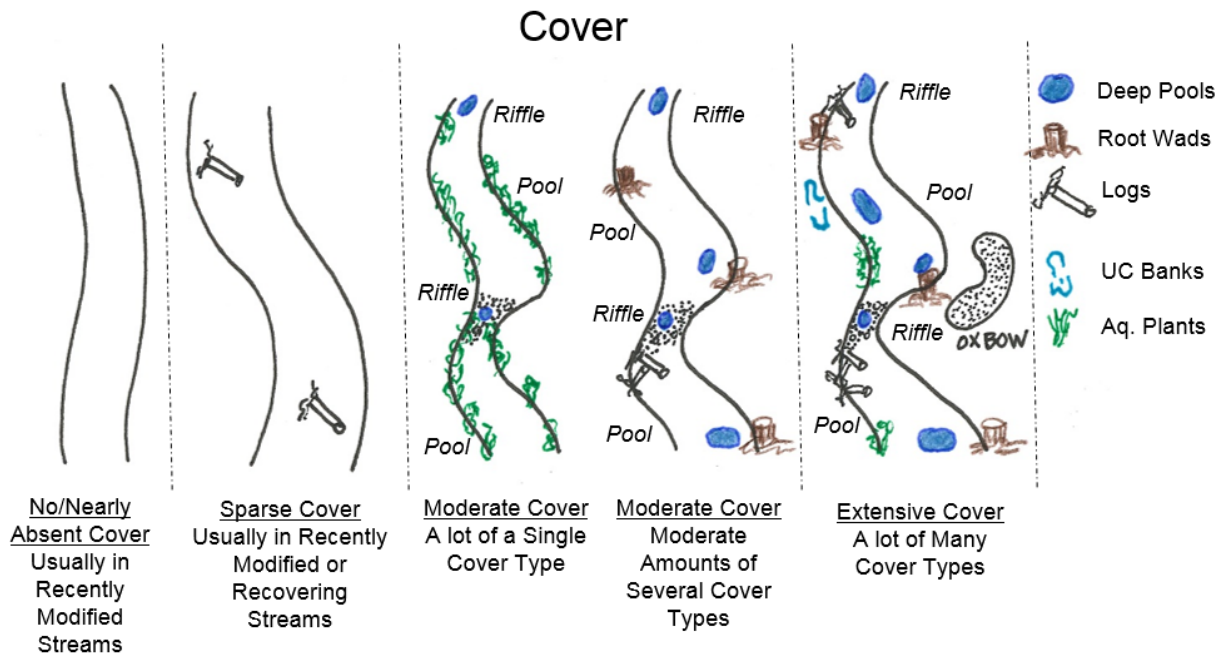 Cover
Riffle
Pool
Riffle
Pool
Riffle
Pool
Riffle
Pool
Riffle
Pool
Riffle
OXBOW
Pool
Deep Pools
Root Wads
Logs
UC Banks
Aq. Plants
No/Nearly
Absent Cover
Usually in
Recently
Modified
Streams
Sparse Cover
Usually in Recently
Modified or
Recovering
Streams
Moderate Cover
A lot of a Single
Cover Type
Moderate Cover
Moderate
Amounts of
Several Cover
Types
Extensive Cover
A lot of Many
Cover Types